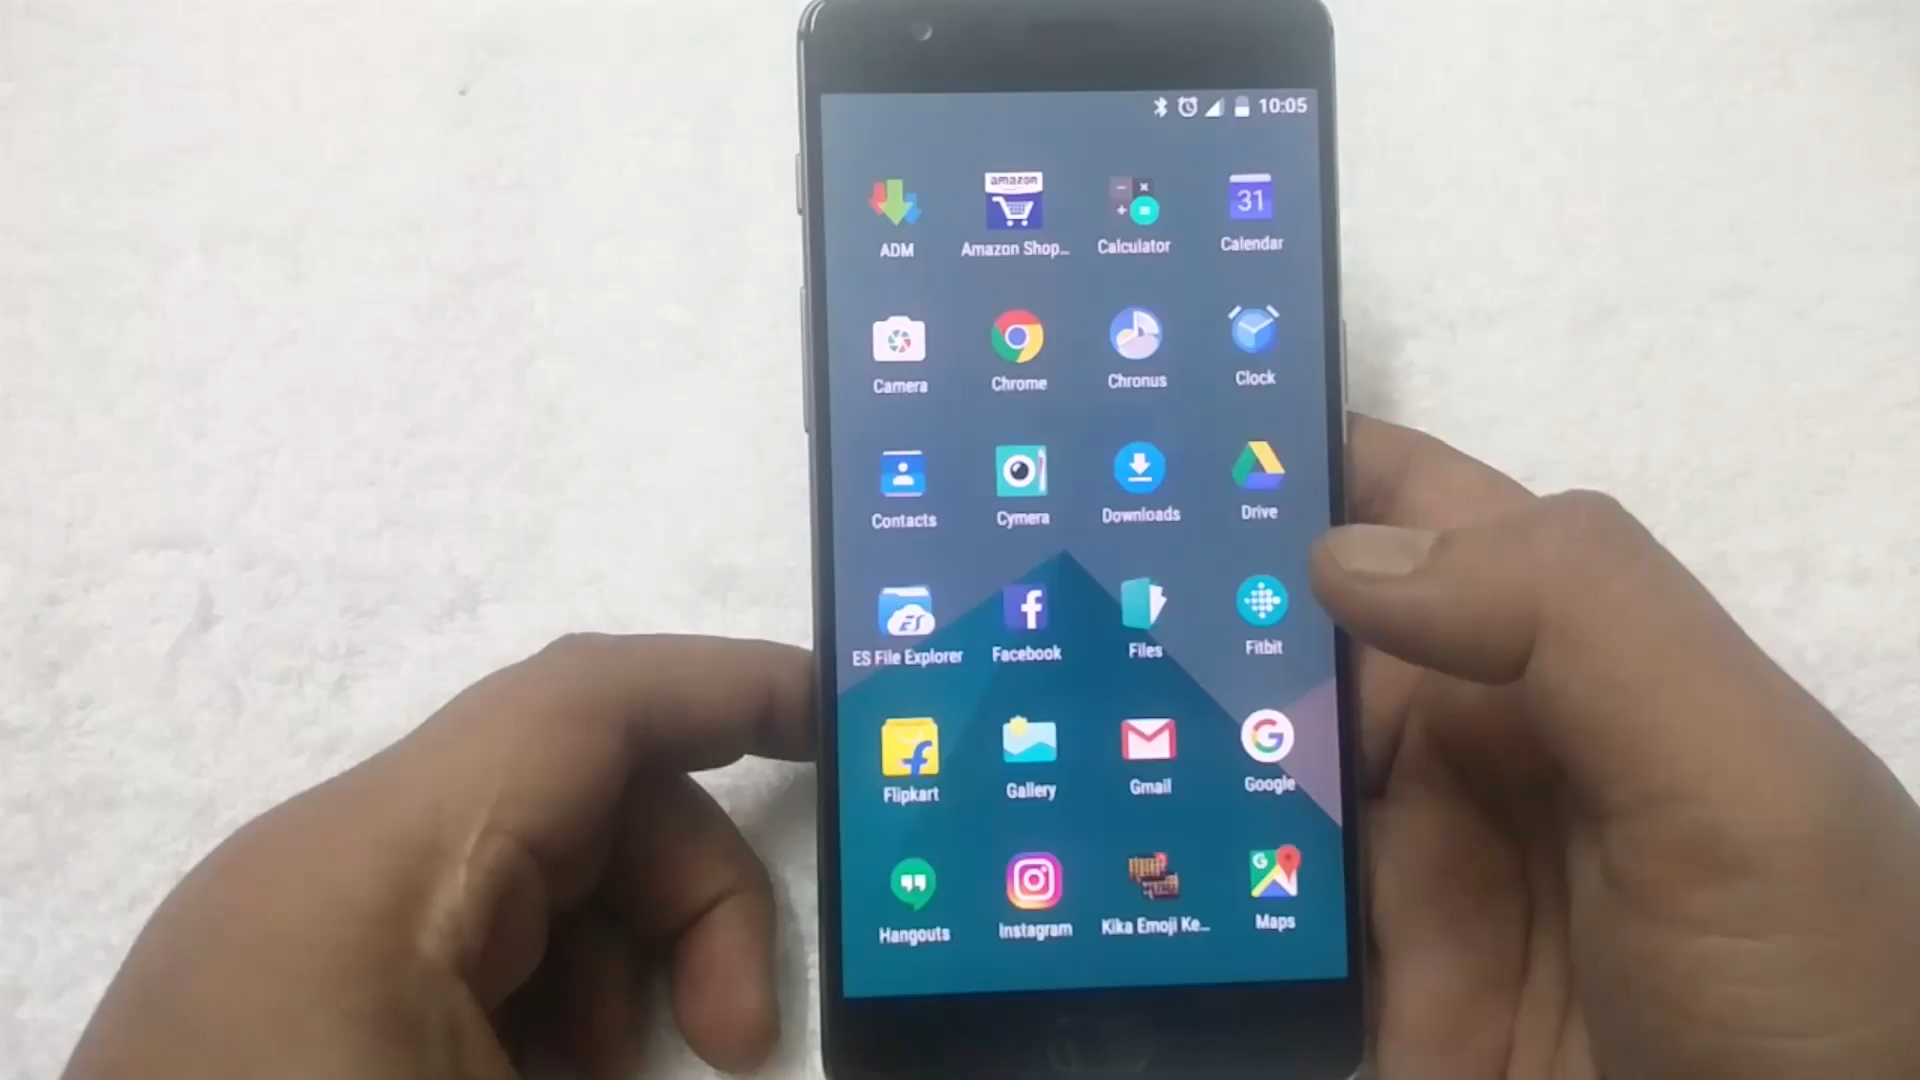 10:05
amazon
31
ADM Amazon Shop... Calculator Calendar
Camera Chrome Chronus Clock
Contacts Cymera Downloads Drive
ES
ES File Explorer Facebook Files Fitbit
Flipkart Gallery Gmail Google
G
Hangouts Instagram Kika Emoji Ke... Maps